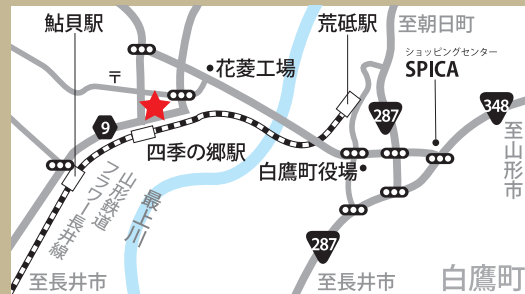 鮎貝駅
荒砥駅
至朝日町
ショッピングセンター
SPICA
〒
花菱工場
287
348
9
四季の郷駅
白鷹町役場
至山形市
山形鉄道
フラワー長井線
最上川
287
至長井市
至長井市
白鷹町